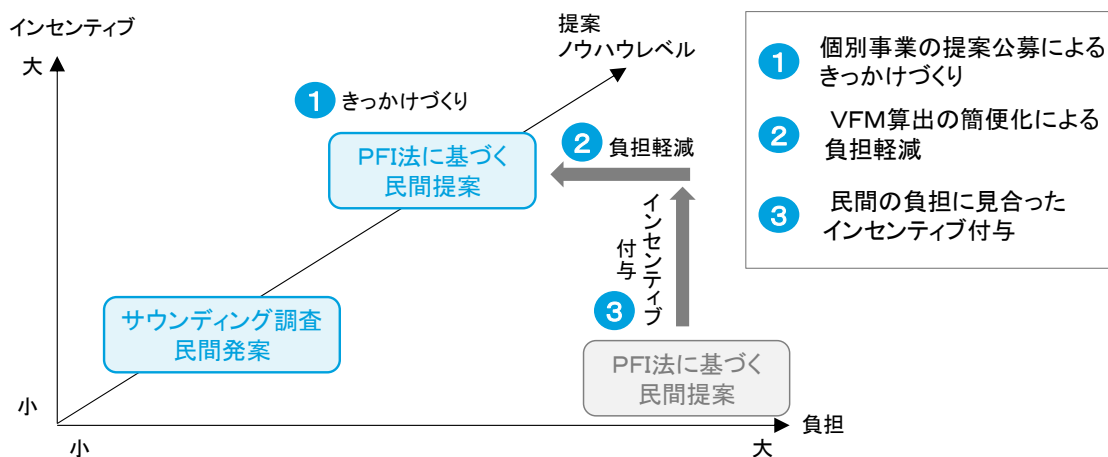 インセンティブ
大
提案
ノウハウレベル
1 きっかけづくり
PFI法に基づく
民間提案
2 負担軽減
インセンティブ
付与
3
サウンディング調査
民間発案
PFI法に基づく
民間提案
小
小
大
負担
1 個別事業の提案公募による
きっかけづくり
2 VFM算出の簡便化による
負担軽減
3 民間の負担に見合った
インセンティブ付与